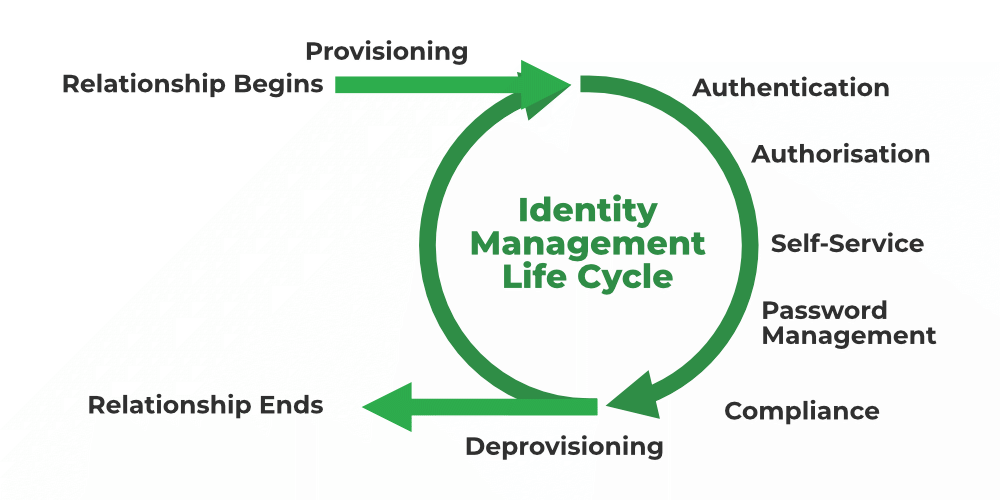 Provisioning
Relationship Begins
Authentication
Authorisation
Identity
Management
Life Cycle
Self-Service
Password
Management
Relationship Ends
Compliance
Deprovisioning